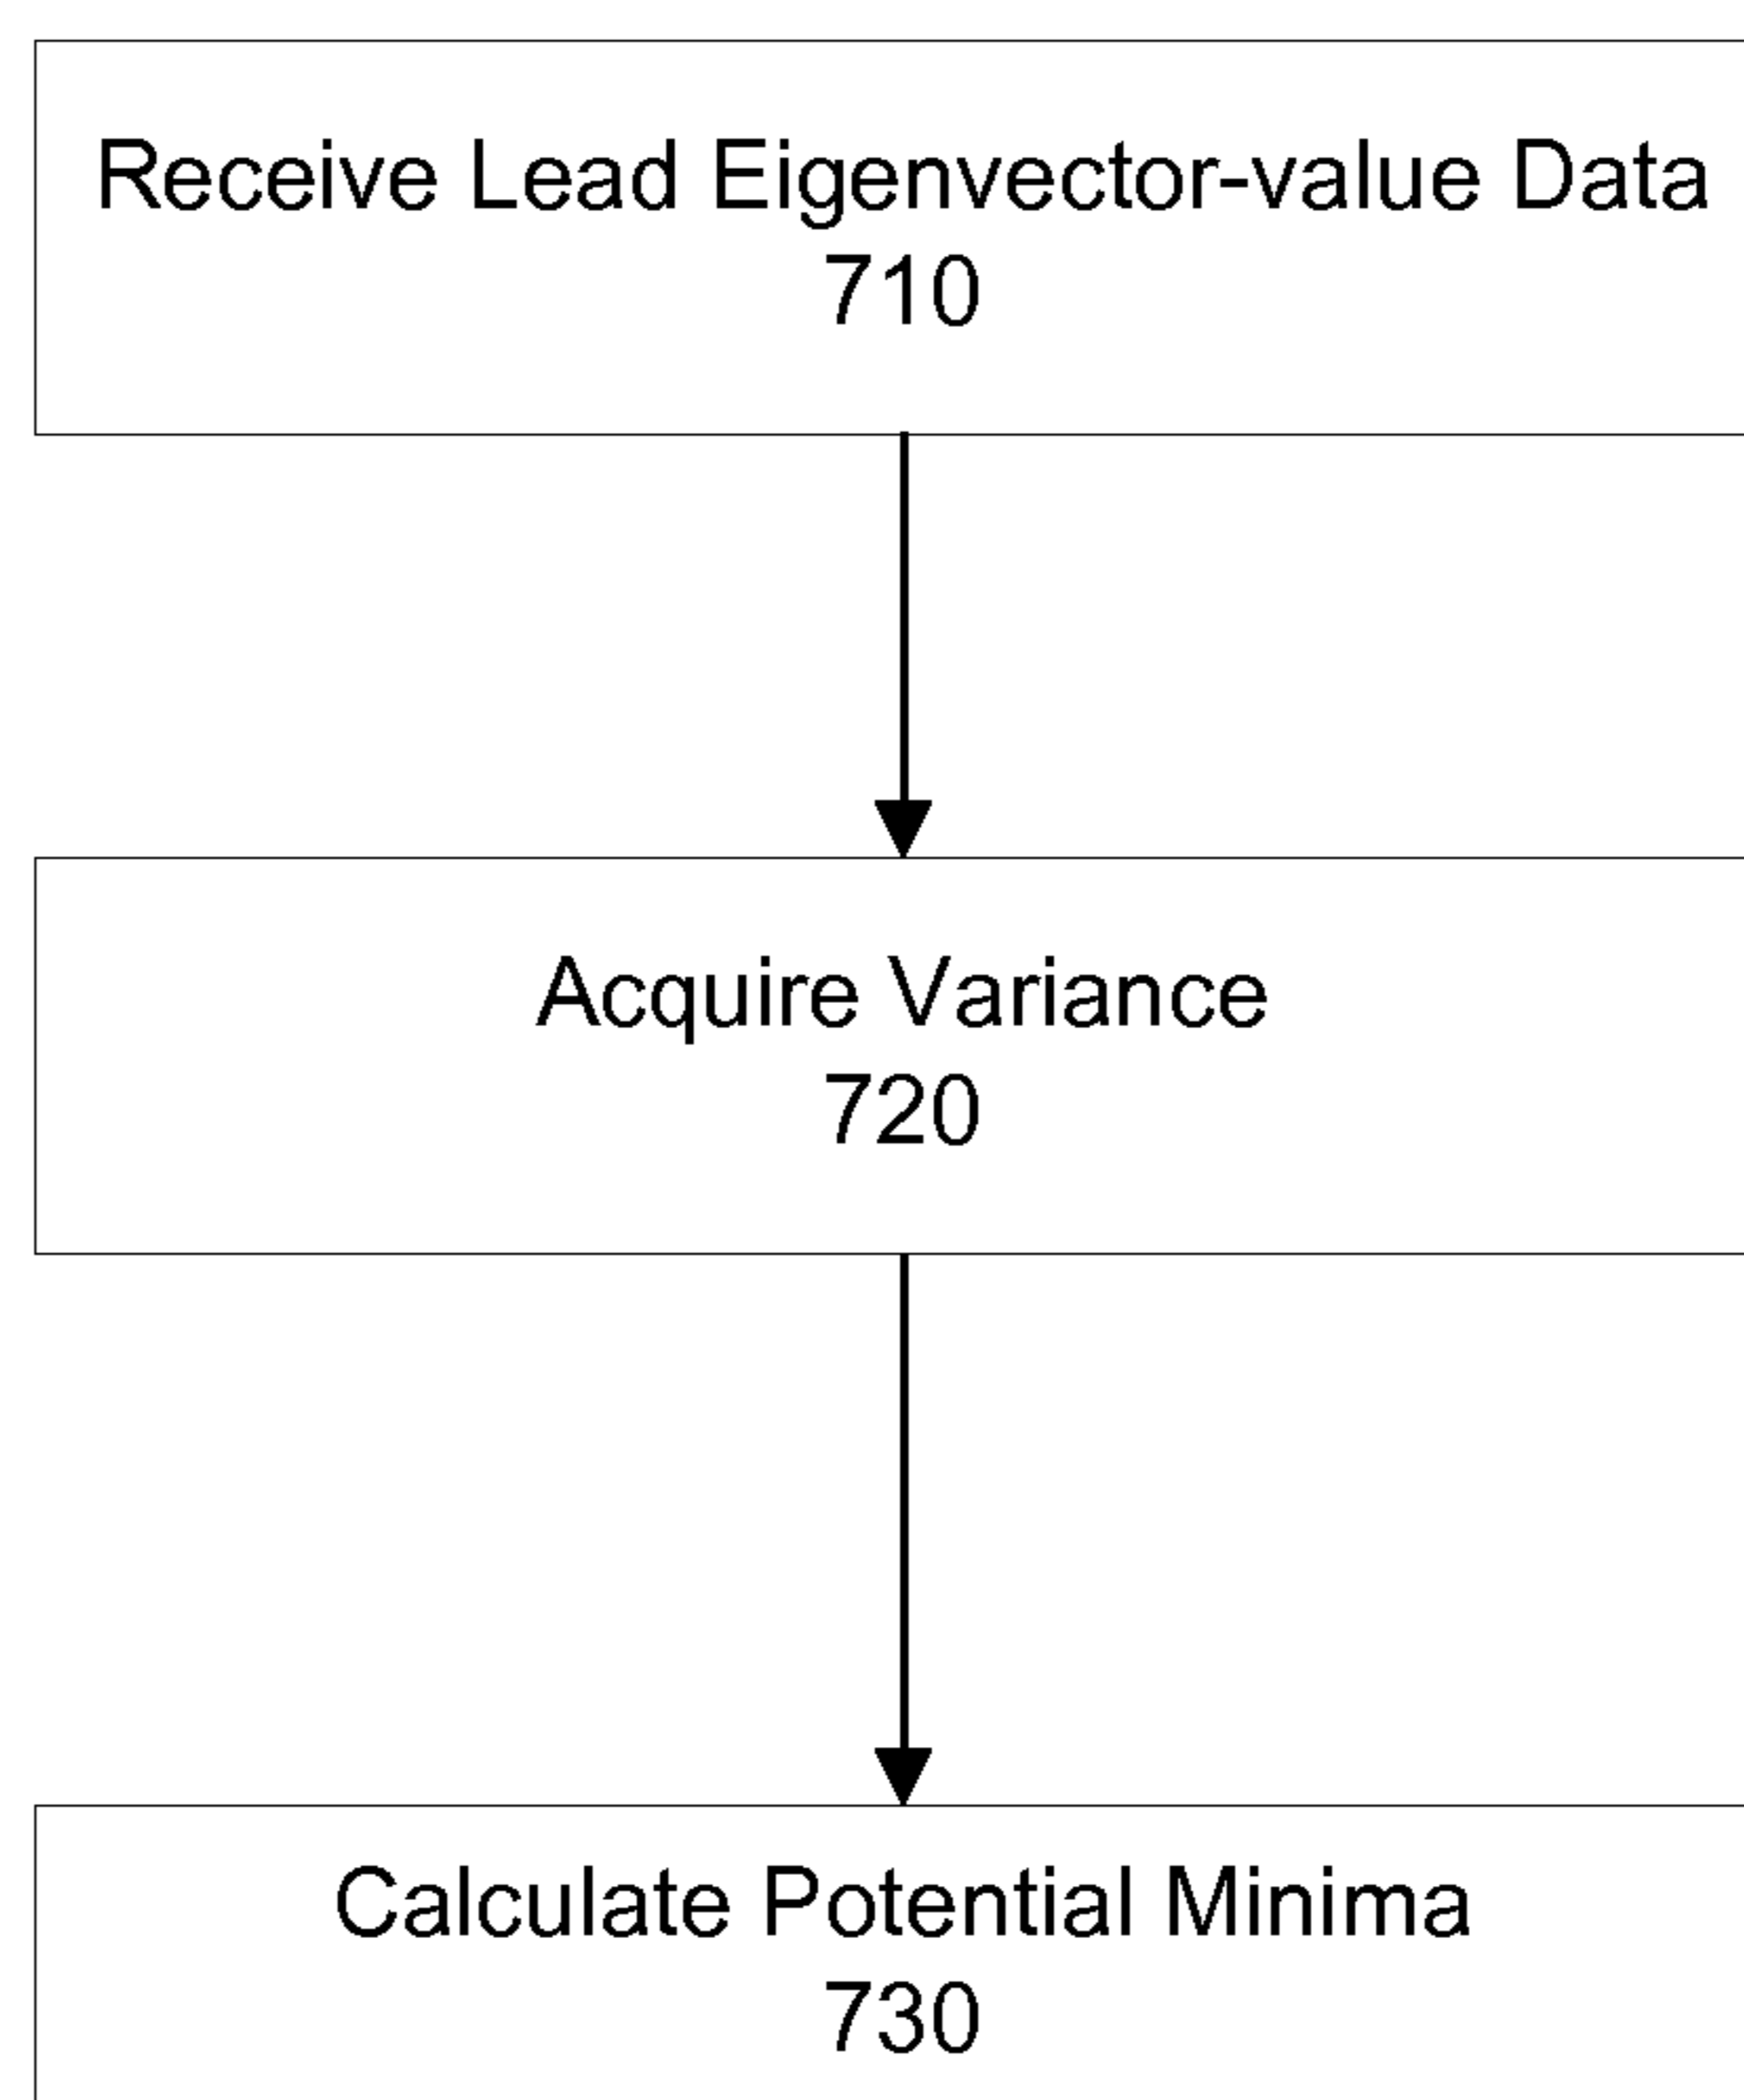 Receive Lead Eigenvector-value Data
710
Acquire Variance
720
Calculate Potential Minima
730